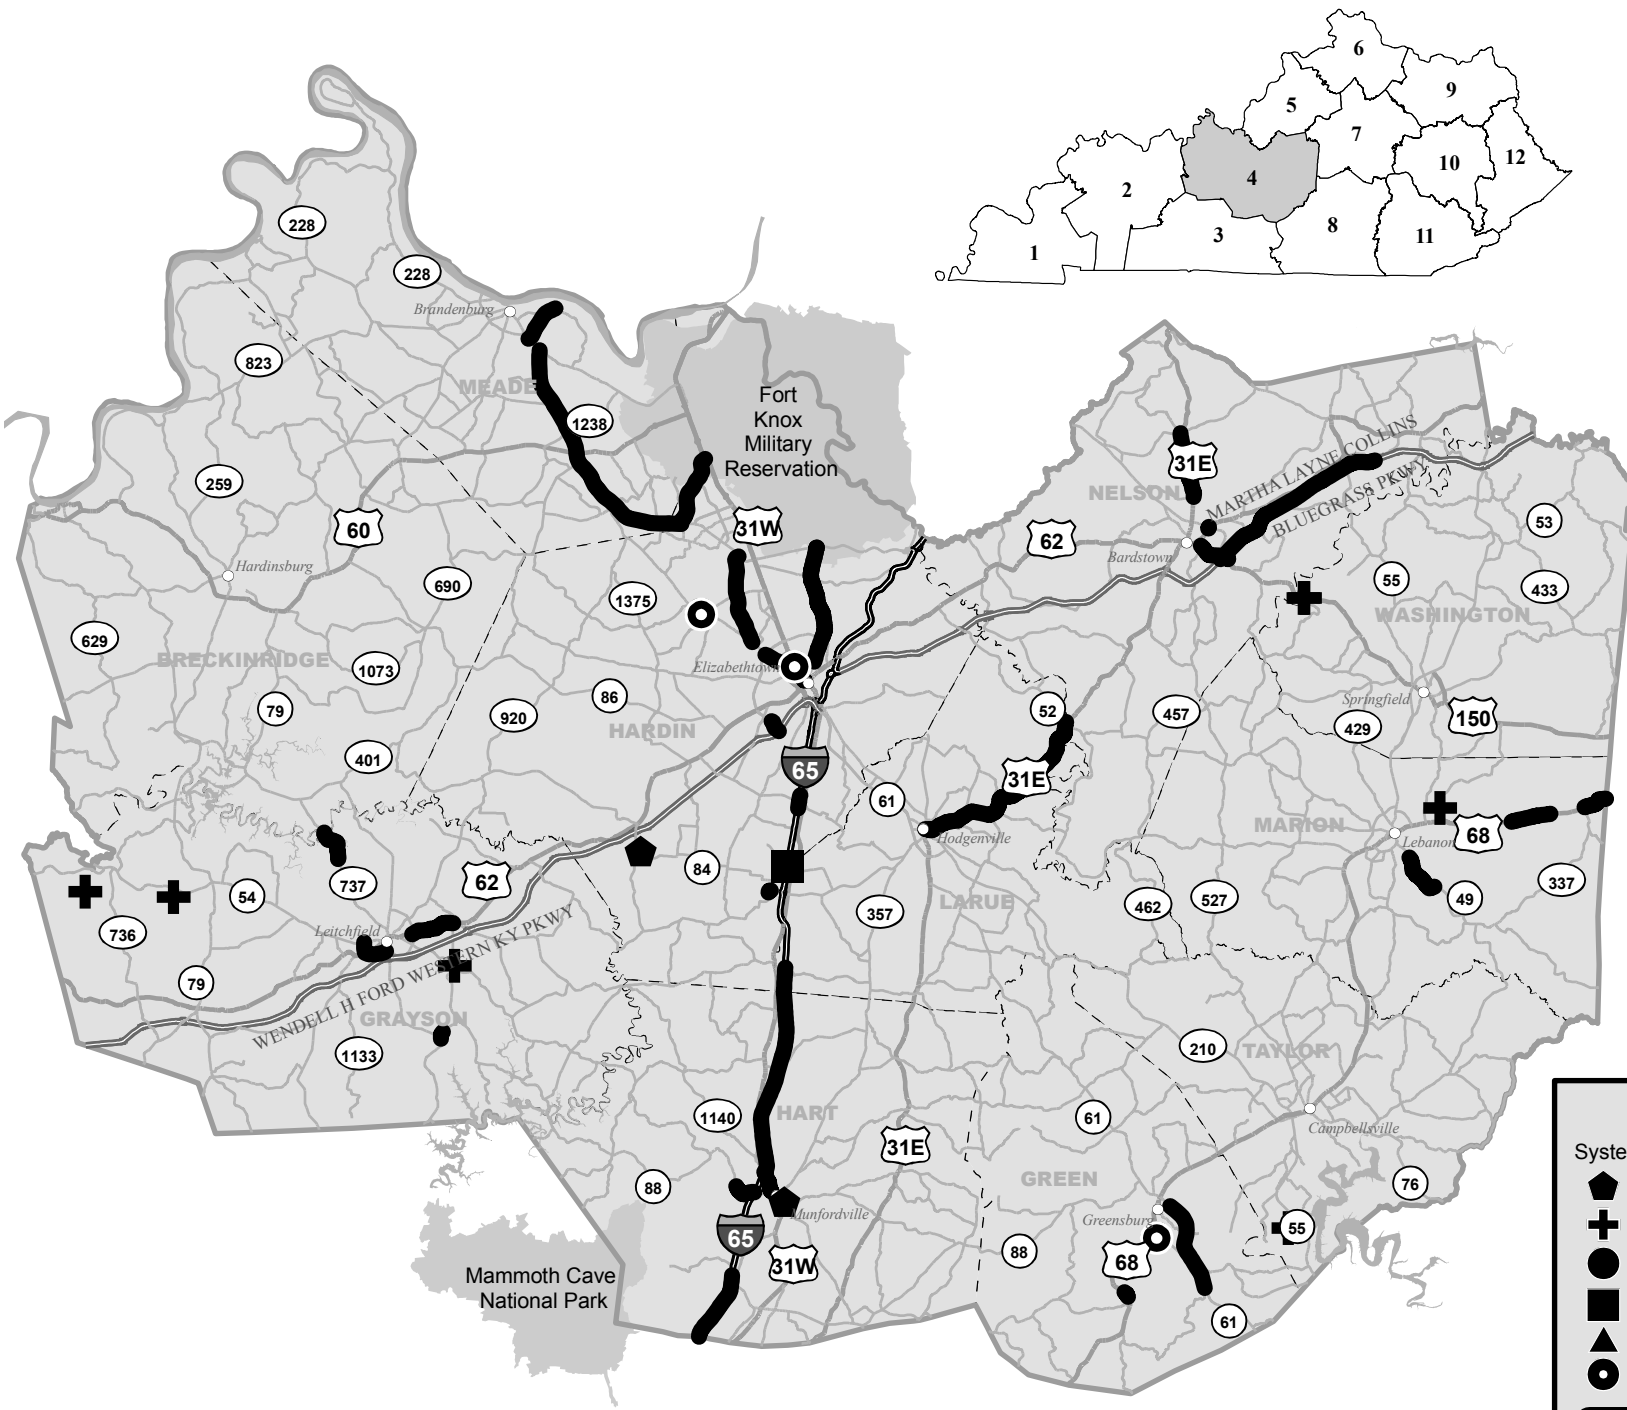 6
9
5
7
12
10
4
2
8
3
11
1
228
228
Brandenburg
823
MEADE
Fort
Knox
Military
Reservation
1238
31E
MARTHA LAYNE COLLINS
BLUEGRASS PKWY
NELSON
259
60
31W
62
53
Bardstown
Hardinsburg
690
1375
55
433
WASHINGTON
629
BRECKINRIDGE
1073
Elizabethtown
86
79
920
52
457
Springfield
429
150
HARDIN
401
65
31E
61
MARION
68
Hodgenville
Lebanon
84
737
62
54
337
49
LARUE
462
527
357
736
Leitchfield
79
WENDELL H FORD WESTERN KY PKWY
GRAYSON
1133
210
TAYLOR
1140
HART
61
31E
Campbellsville
Syste
88
GREEN
76
Munfordville
Greensburg
55
65
88
68
31W
Mammoth Cave
National Park
61